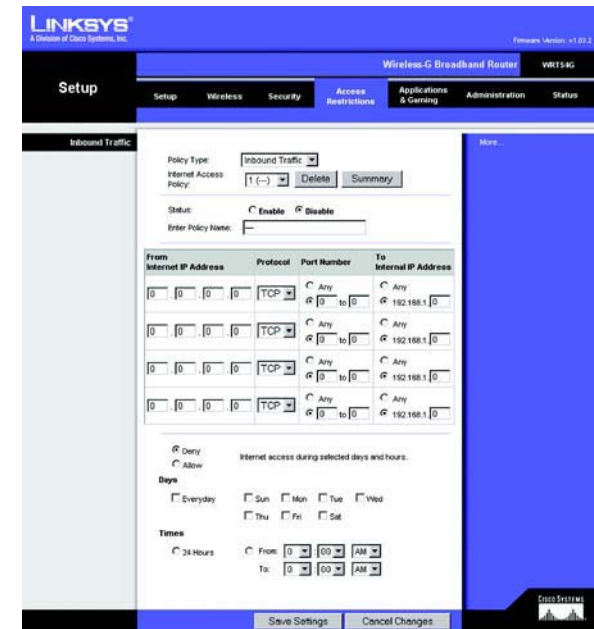 LINKSYS®
A Division of Cisco Systems, Inc.
Firmware Version: v1.03.2
Wireless-G Broadband Router WRT54G
Setup
Setup Wireless Security Access Restrictions Applications & Gaming Administration Status
Inbound Traffic
More...
Policy Type: Inbound Traffic
Internet Access Policy: 1 (---) Delete Summary
Status: Enable Disable
Enter Policy Name: ---
From Internet IP Address Protocol Port Number To Internal IP Address
0 . 0 . 0 . 0 TCP Any 0 to 0 Any 192.168.1. 0
0 . 0 . 0 . 0 TCP Any 0 to 0 Any 192.168.1. 0
0 . 0 . 0 . 0 TCP Any 0 to 0 Any 192.168.1. 0
0 . 0 . 0 . 0 TCP Any 0 to 0 Any 192.168.1. 0
Deny
Allow
Internet access during selected days and hours.
Days
Everyday Sun Mon Tue Wed
Thu Fri Sat
Times
24 Hours From: 0 : 00 AM
To: 0 : 00 AM
Save Settings Cancel Changes
CISCO SYSTEMS